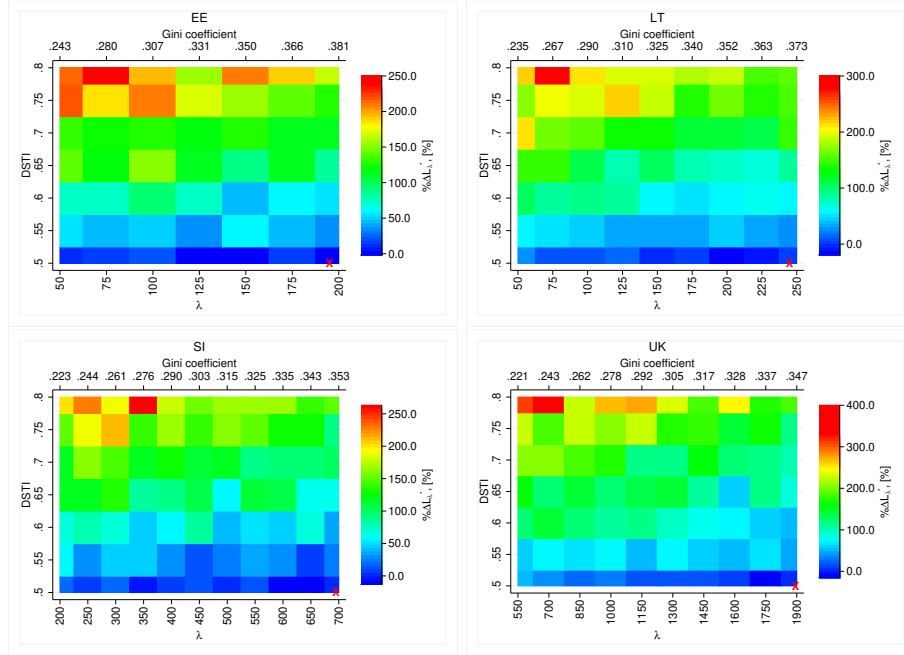 EE
Gini coefficient
.243 .280 .307 .331 .350 .366 .381
DSTI
.8
.75
.7
.65
.6
.55
.5
50 75 100 125 150 175 200
λ
x
250.0
200.0
150.0
100.0
50.0
0.0
%ΔL*λ, [%]
LT
Gini coefficient
.235 .267 .290 .310 .325 .340 .352 .363 .373
DSTI
.8
.75
.7
.65
.6
.55
.5
50 75 100 125 150 175 200 225 250
λ
x
300.0
200.0
100.0
0.0
%ΔL*λ, [%]
SI
Gini coefficient
.223 .244 .261 .276 .290 .303 .315 .325 .335 .343 .353
DSTI
.8
.75
.7
.65
.6
.55
.5
200 250 300 350 400 450 500 550 600 650 700
λ
x
250.0
200.0
150.0
100.0
50.0
0.0
%ΔL*λ, [%]
UK
Gini coefficient
.221 .243 .262 .278 .292 .305 .317 .328 .337 .347
DSTI
.8
.75
.7
.65
.6
.55
.5
550 700 850 1000 1150 1300 1450 1600 1750 1900
λ
x
400.0
300.0
200.0
100.0
0.0
%ΔL*λ, [%]